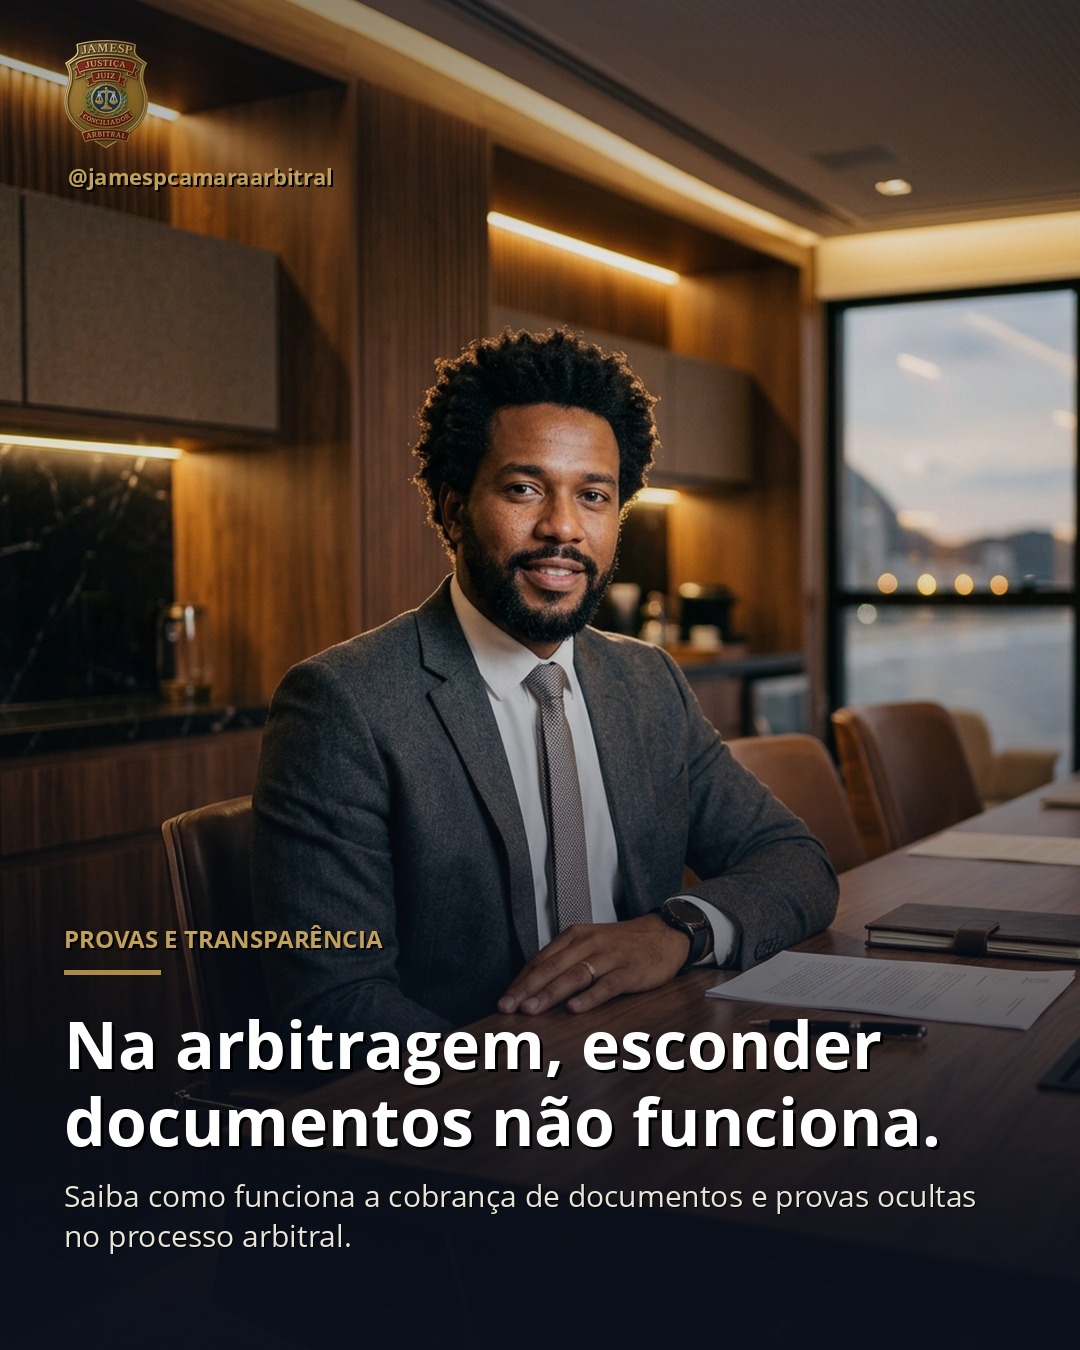 JAMESP
JUSTIÇA
JUIZ
CONCILIADOR
ARBITRAL
@jamespcamaraarbitral
PROVAS E TRANSPARÊNCIA
Na arbitragem, esconder
documentos não funciona.
Saiba como funciona a cobrança de documentos e provas ocultas
no processo arbitral.